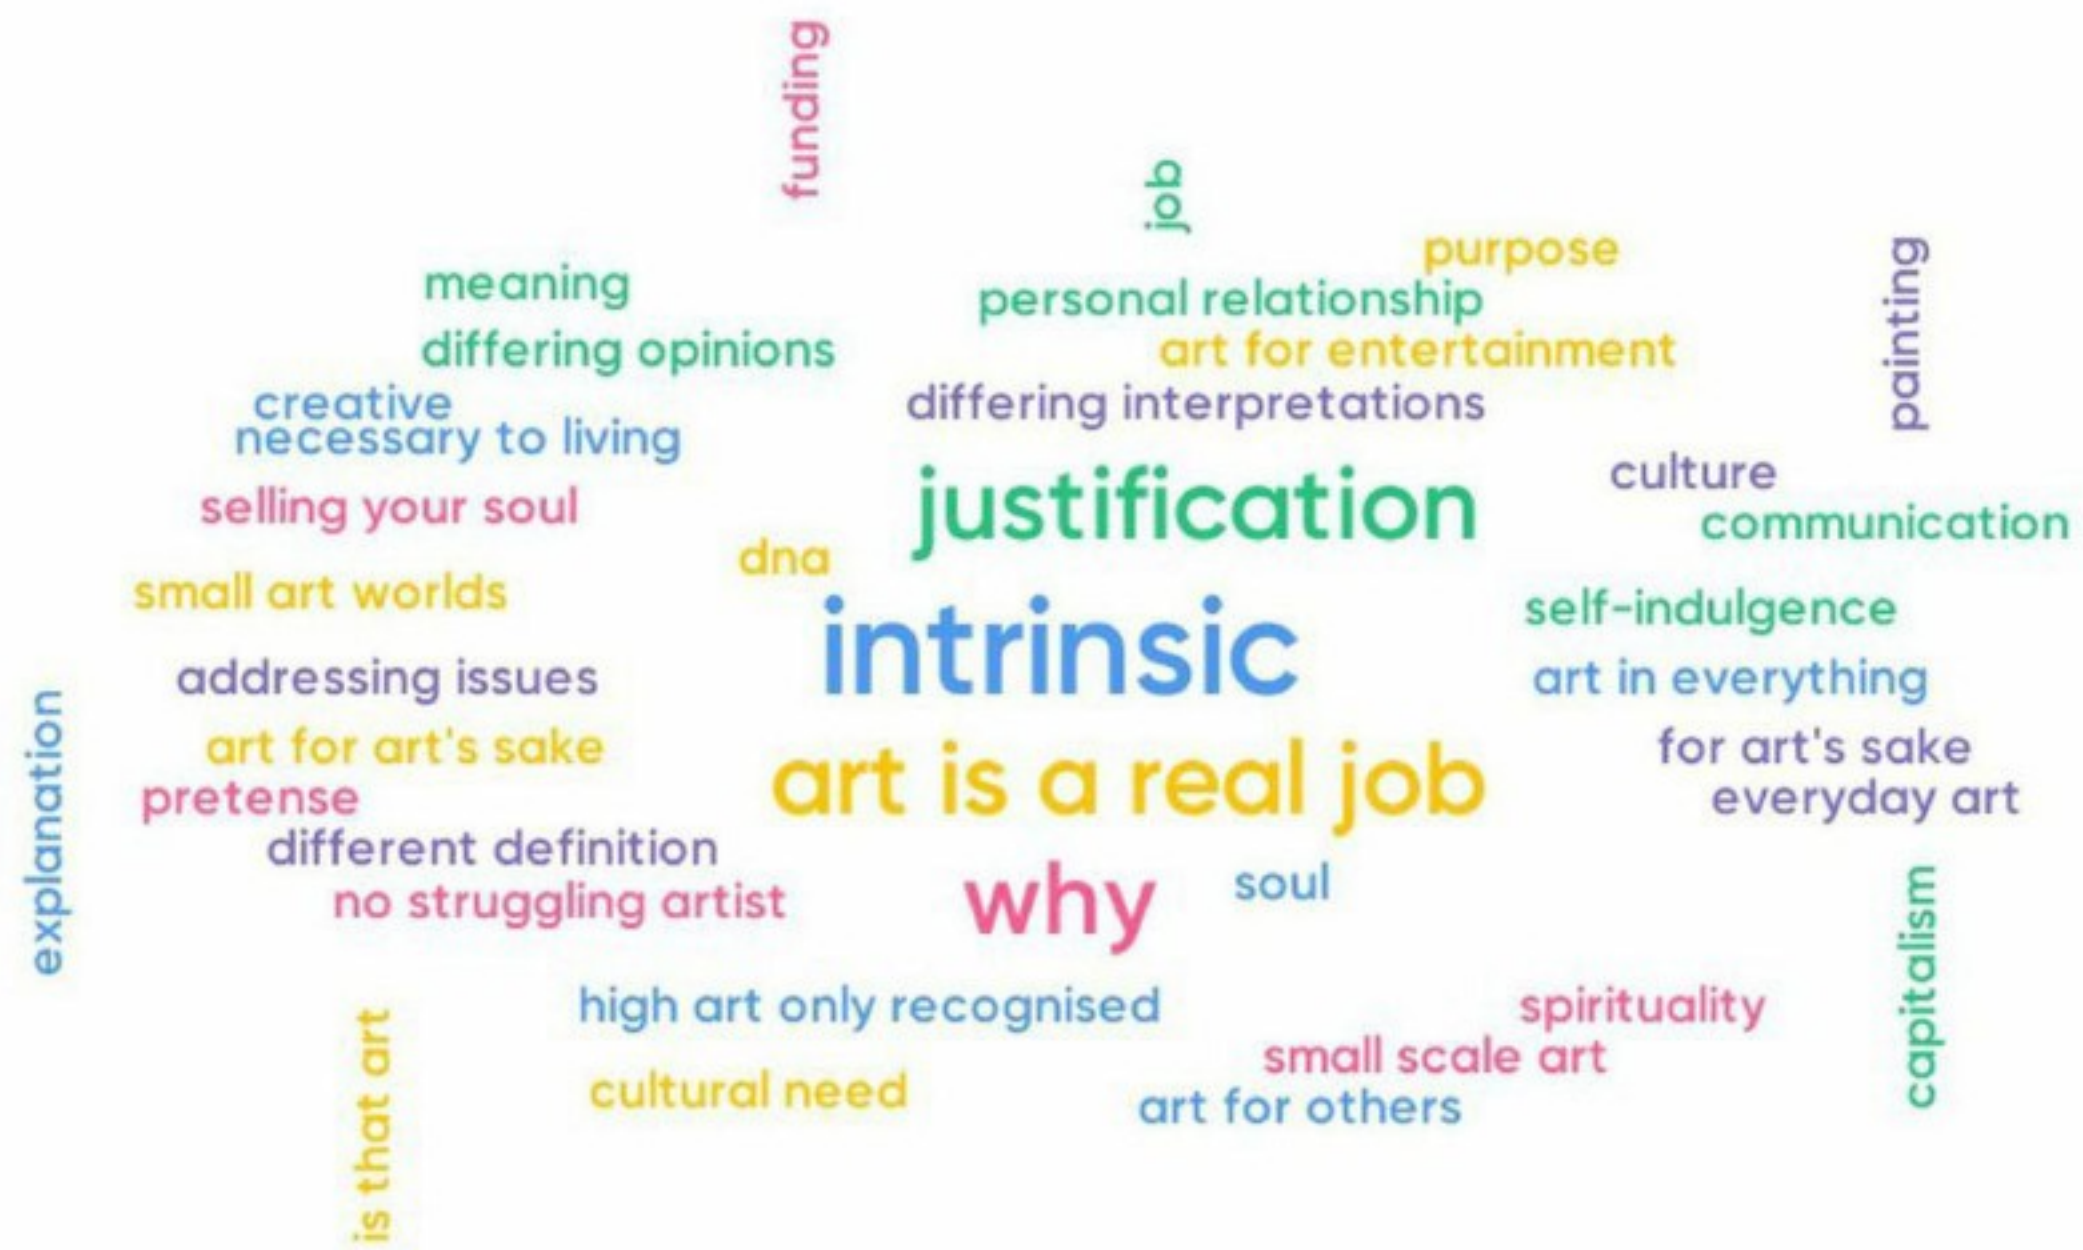 funding
job
purpose
painting
meaning
personal relationship
differing opinions
art for entertainment
creative
differing interpretations
necessary to living
culture
selling your soul
justification
communication
dna
small art worlds
self-indulgence
intrinsic
addressing issues
art in everything
explanation
art for art's sake
for art's sake
art is a real job
pretense
everyday art
different definition
no struggling artist
why
soul
capitalism
high art only recognised
spirituality
small scale art
is that art
cultural need
art for others